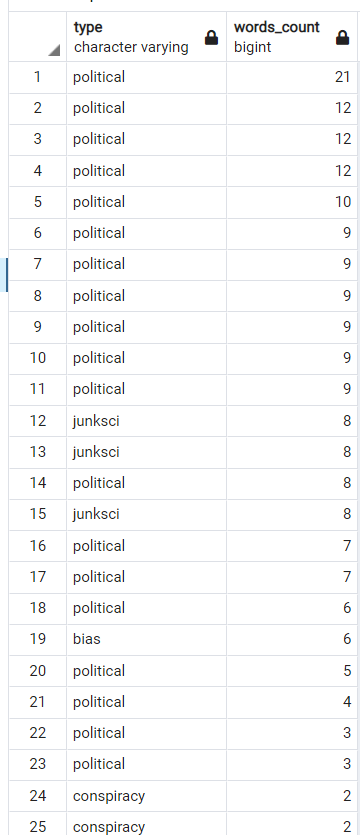 type words_count
character varying bigint
1 political 21
2 political 12
3 political 12
4 political 12
5 political 10
6 political 9
7 political 9
8 political 9
9 political 9
10 political 9
11 political 9
12 junksci 8
13 junksci 8
14 political 8
15 junksci 8
16 political 7
17 political 7
18 political 6
19 bias 6
20 political 5
21 political 4
22 political 3
23 political 3
24 conspiracy 2
25 conspiracy 2